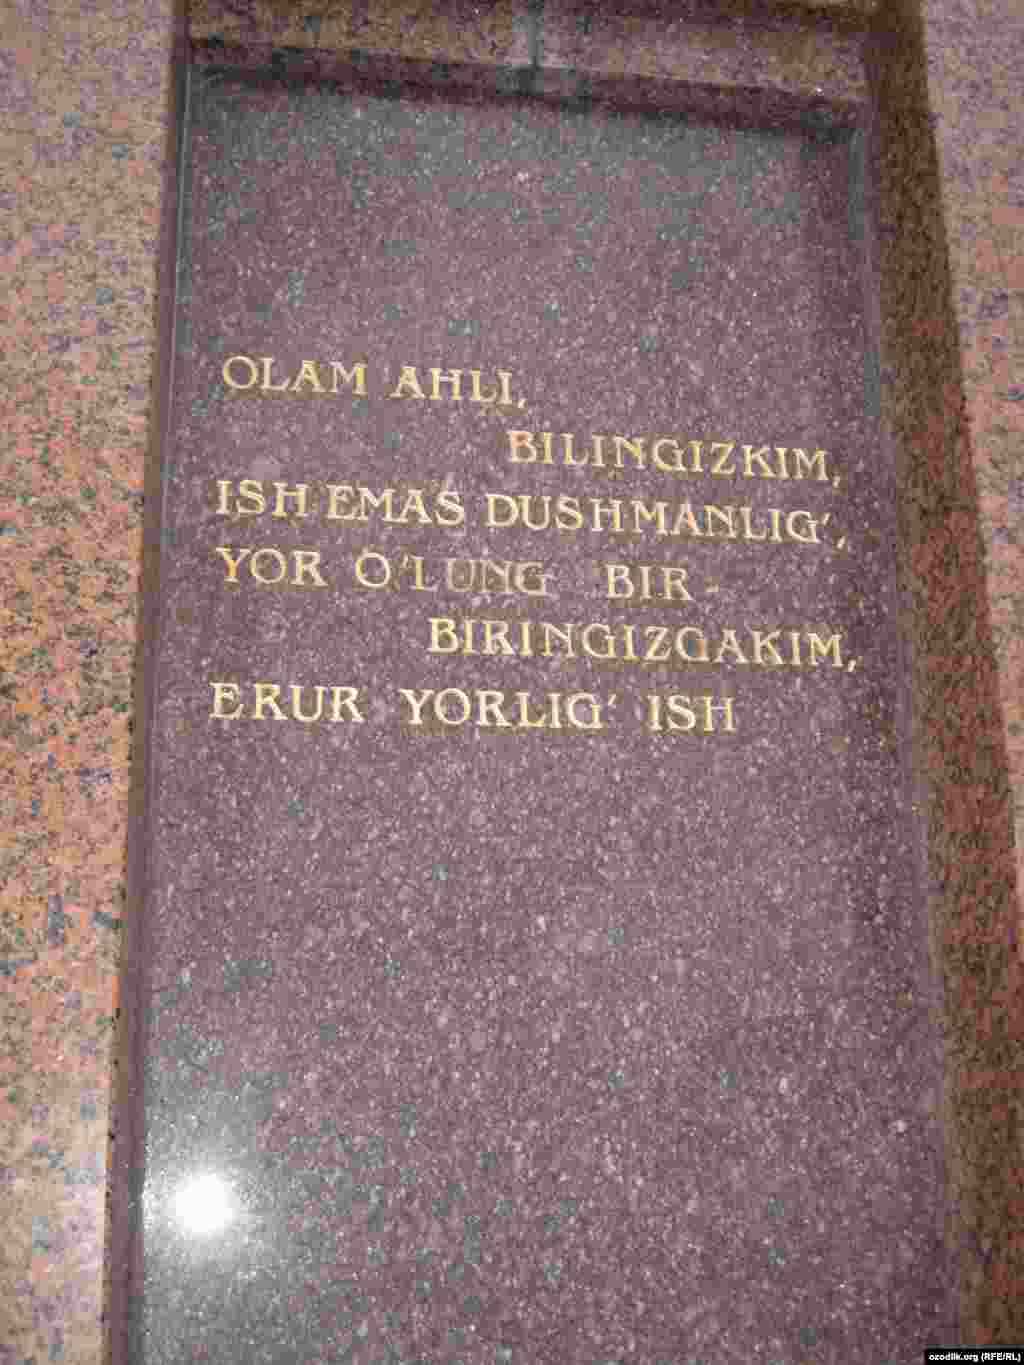 OLAM AHLI,
BILINGIZKIM,
ISH EMAS DUSHMANLIG',
YOR O'LUNG BIR-
BIRINGIZGAKIM,
ERUR YORLIG' ISH
ozodlik.org (RFE/RL)